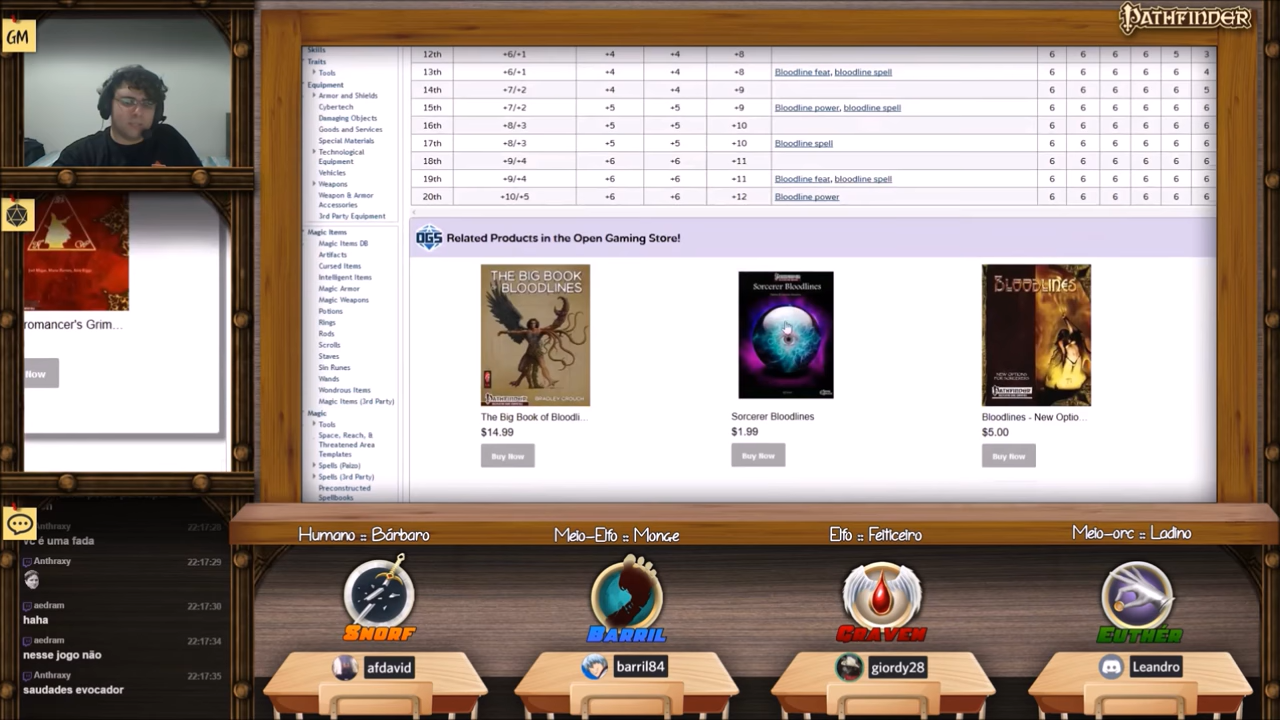 GM
PATHFINDER
Skills
Traits
Tools
Equipment
Armor and Shields
Cybertech
Damaging Objects
Goods and Services
Special Materials
Technological
Equipment
Vehicles
Weapons
Weapon & Armor
Accessories
3rd Party Equipment
Magic Items
Magic Items DB
Artifacts
Cursed Items
Intelligent Items
Magic Armor
Magic Weapons
Potions
Rings
Rods
Scrolls
Staves
Sin Runes
Wands
Wondrous Items
Magic Items (3rd Party)
Magic
Tools
Space, Reach, &
Threatened Area
Templates
Spells (Paizo)
Spells (3rd Party)
Preconstructed
Spellbooks
12th +6/+1 +4 +4 +8 6 6 6 6 5 3
13th +6/+1 +4 +4 +8 Bloodline feat, bloodline spell 6 6 6 6 6 4
14th +7/+2 +4 +4 +9 6 6 6 6 6 5
15th +7/+2 +5 +5 +9 Bloodline power, bloodline spell 6 6 6 6 6 6
16th +8/+3 +5 +5 +10 6 6 6 6 6 6
17th +8/+3 +5 +5 +10 Bloodline spell 6 6 6 6 6 6
18th +9/+4 +6 +6 +11 6 6 6 6 6 6
19th +9/+4 +6 +6 +11 Bloodline feat, bloodline spell 6 6 6 6 6 6
20th +10/+5 +6 +6 +12 Bloodline power 6 6 6 6 6 6
OGS Related Products in the Open Gaming Store!
THE BIG BOOK
BLOODLINES
BRADLEY CROUCH
The Big Book of Bloodli...
$14.99
Buy Now
Sorcerer Bloodlines
Sorcerer Bloodlines
$1.99
Buy Now
BLOODLINES
NEW OPTIONS
Bloodlines - New Optio...
$5.00
Buy Now
romancer's Grim...
Now
Anthraxy 22:17:28
vc é uma fada
Anthraxy 22:17:29
aedram 22:17:30
haha
aedram 22:17:34
nesse jogo não
Anthraxy 22:17:35
saudades evocador
Humano :: Bárbaro
SNORF
afdavid
Meio-Elfo :: Monge
BARRIL
barril84
Elfo :: Feiticeiro
GRAVEN
giordy28
Meio-orc :: Ladino
EUTHER
Leandro